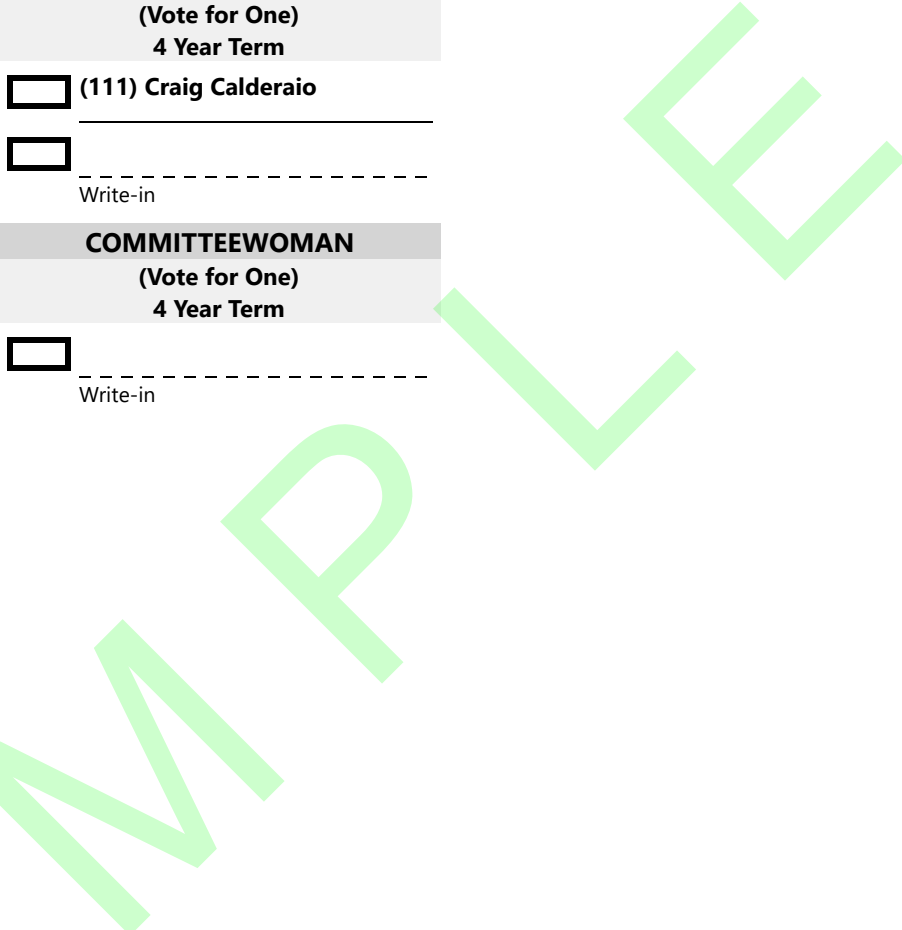 (Vote for One)
4 Year Term
(111) Craig Calderaio
Write-in
COMMITTEEWOMAN
(Vote for One)
4 Year Term
Write-in
MPLE